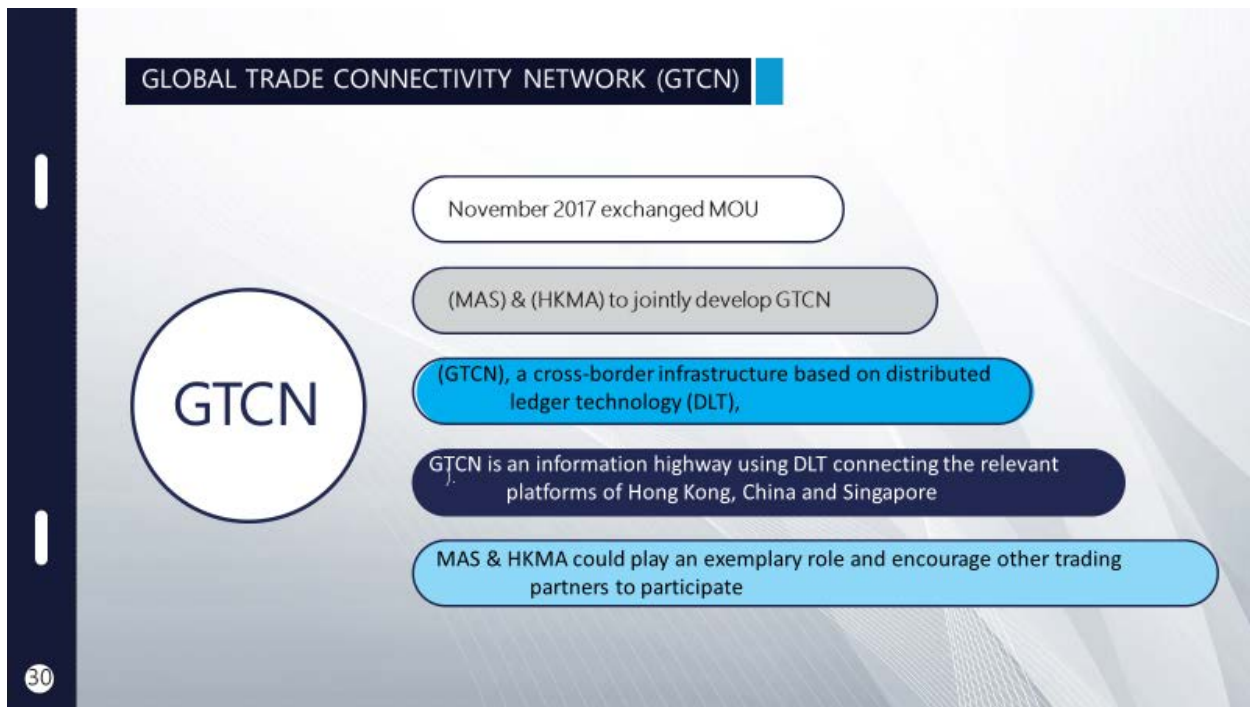 GLOBAL TRADE CONNECTIVITY NETWORK (GTCN)
November 2017 exchanged MOU
(MAS) & (HKMA) to jointly develop GTCN
GTCN
(GTCN), a cross-border infrastructure based on distributed
ledger technology (DLT),
GTCN is an information highway using DLT connecting the relevant
).
platforms of Hong Kong, China and Singapore
MAS & HKMA could play an exemplary role and encourage other trading
partners to participate
30